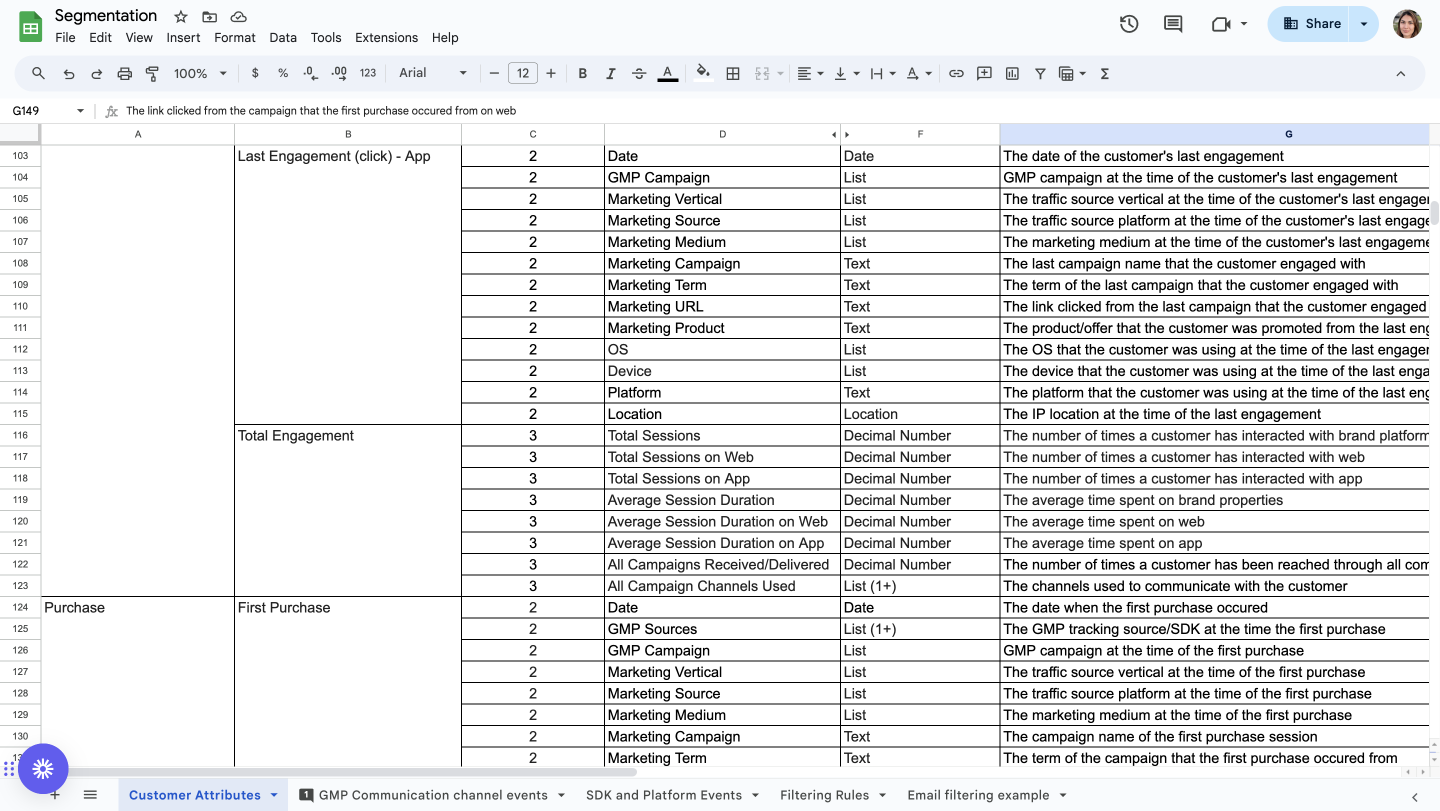 Segmentation
File Edit View Insert Format Data Tools Extensions Help
Share
100% $ % .0 .00 123 Arial 12 B I S A Σ
G149 fx The link clicked from the campaign that the first purchase occured from on web
A B C D F G
103 Last Engagement (click) - App 2 Date Date The date of the customer's last engagement
104 2 GMP Campaign List GMP campaign at the time of the customer's last engagement
105 2 Marketing Vertical List The traffic source vertical at the time of the customer's last
106 2 Marketing Source List The traffic source platform at the time of the customer's last
107 2 Marketing Medium List The marketing medium at the time of the customer's last
108 2 Marketing Campaign Text The last campaign name that the customer engaged with
109 2 Marketing Term Text The term of the last campaign that the customer engaged with
110 2 Marketing URL Text The link clicked from the last campaign that the customer engaged
111 2 Marketing Product Text The product/offer that the customer was promoted from the last
112 2 OS List The OS that the customer was using at the time of the last
113 2 Device List The device that the customer was using at the time of the last
114 2 Platform Text The platform that the customer was using at the time of the last
115 2 Location Location The IP location at the time of the last engagement
116 Total Engagement 3 Total Sessions Decimal Number The number of times a customer has interacted with brand platform
117 3 Total Sessions on Web Decimal Number The number of times a customer has interacted with web
118 3 Total Sessions on App Decimal Number The number of times a customer has interacted with app
119 3 Average Session Duration Decimal Number The average time spent on brand properties
120 3 Average Session Duration on Web Decimal Number The average time spent on web
121 3 Average Session Duration on App Decimal Number The average time spent on app
122 3 All Campaigns Received/Delivered Decimal Number The number of times a customer has been reached through all
123 3 All Campaign Channels Used List (1+) The channels used to communicate with the customer
124 Purchase First Purchase 2 Date Date The date when the first purchase occured
125 2 GMP Sources List (1+) The GMP tracking source/SDK at the time the first purchase
126 2 GMP Campaign List GMP campaign at the time of the first purchase
127 2 Marketing Vertical List The traffic source vertical at the time of the first purchase
128 2 Marketing Source List The traffic source platform at the time of the first purchase
129 2 Marketing Medium List The marketing medium at the time of the first purchase
130 2 Marketing Campaign Text The campaign name of the first purchase session
2 Marketing Term Text The term of the campaign that the first purchase occured from
Customer Attributes 1 GMP Communication channel events SDK and Platform Events Filtering Rules Email filtering example